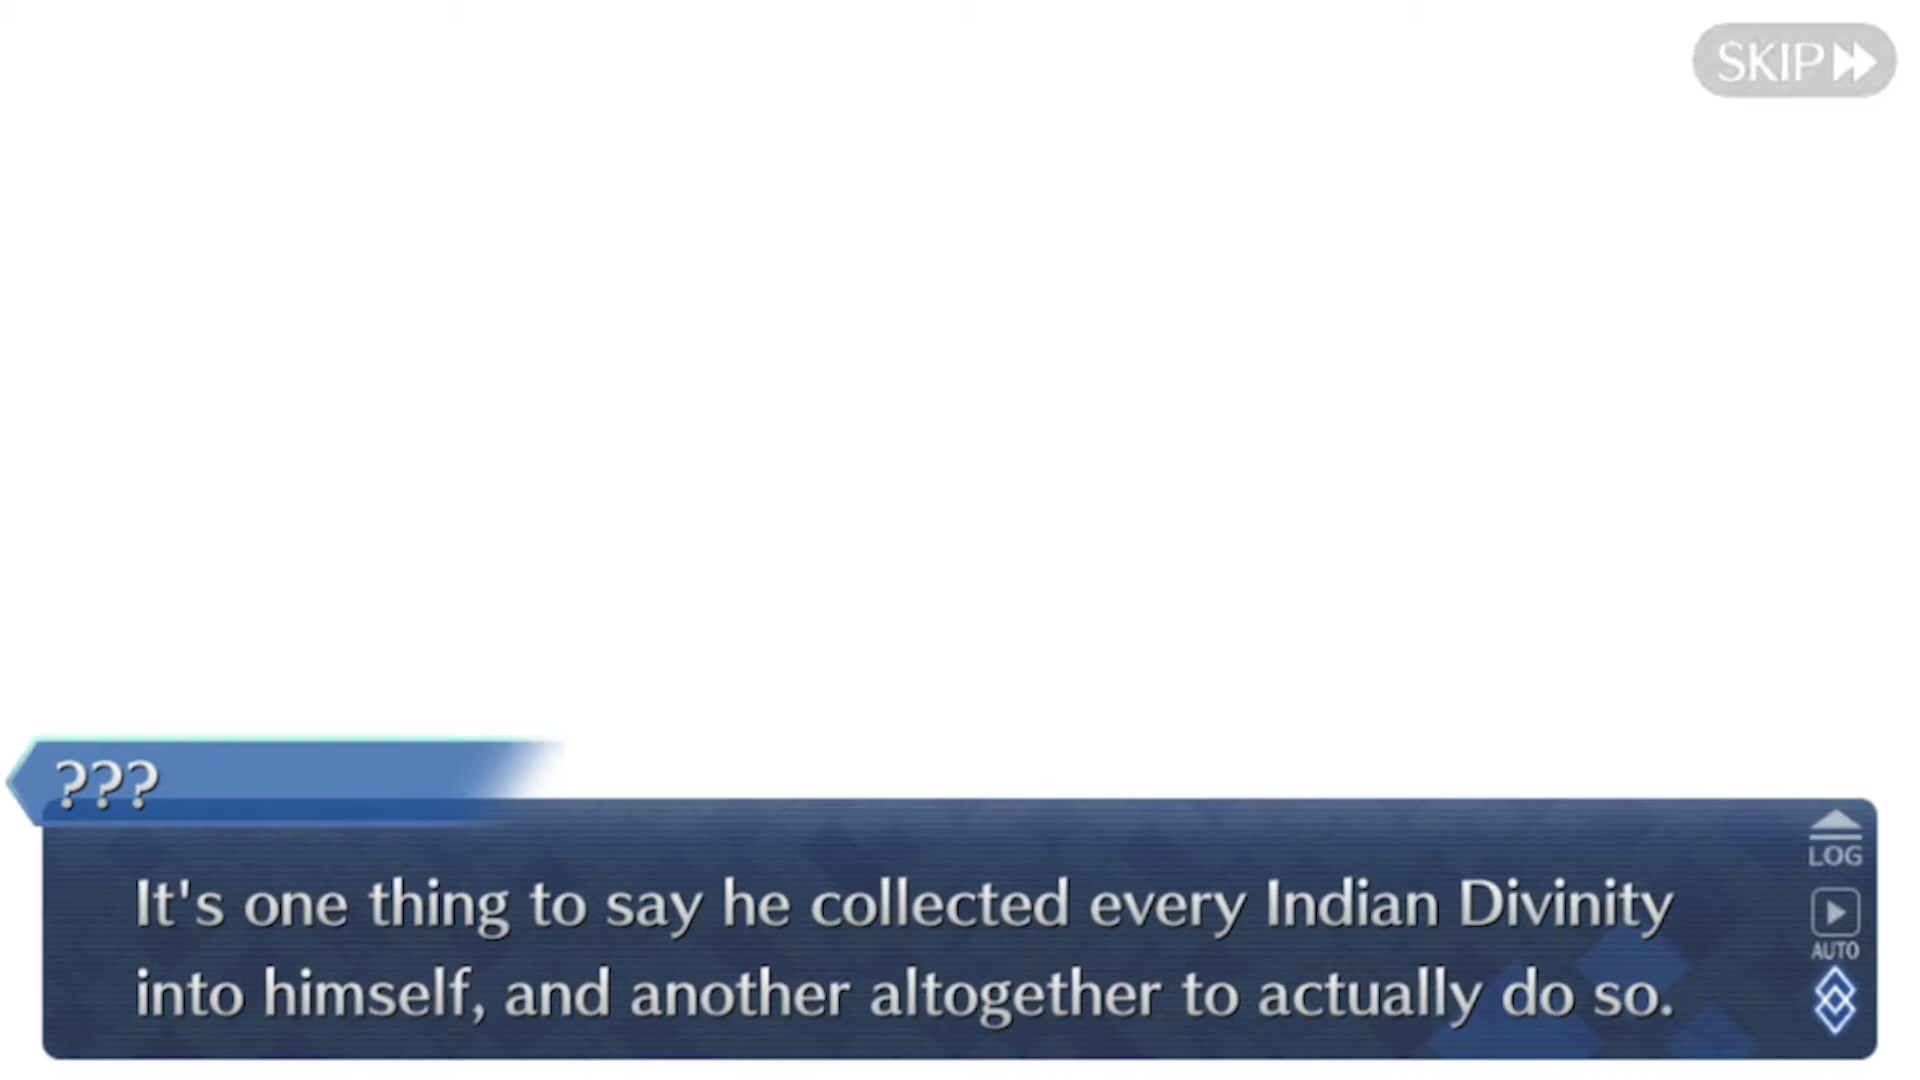 SKIP
???
It's one thing to say he collected every Indian Divinity
into himself, and another altogether to actually do so.
LOG
AUTO